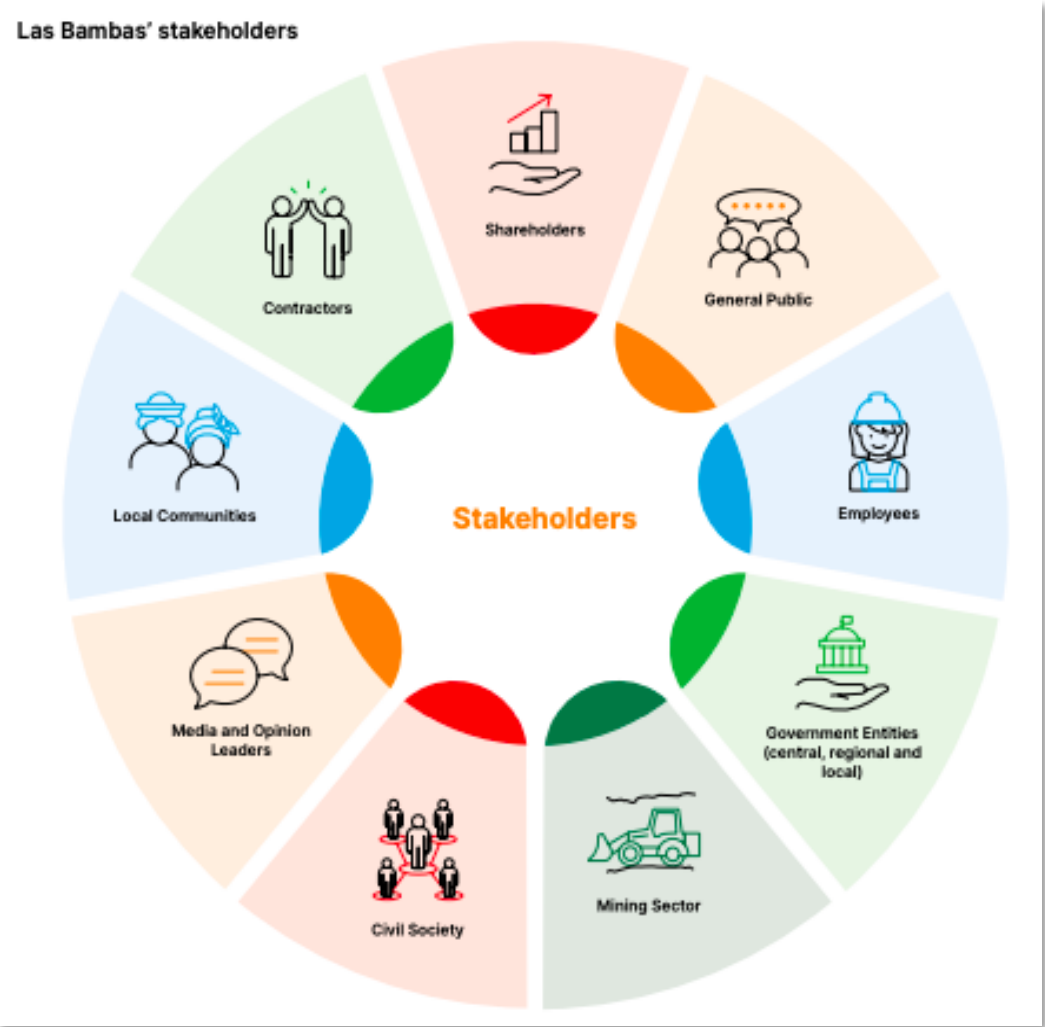 Las Bambas' stakeholders
Shareholders
General Public
Contractors
Employees
Local Communities
Stakeholders
Government Entities
(central, regional and
local)
Media and Opinion
Leaders
Mining Sector
Civil Society